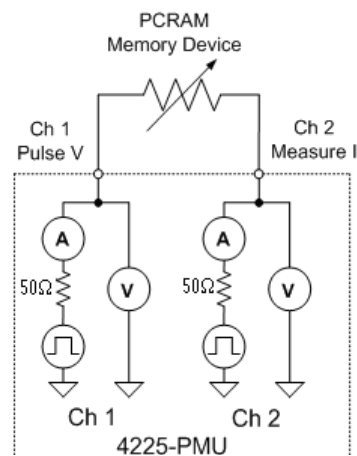 PCRAM
Memory Device
Ch 1
Pulse V
Ch 2
Measure I
A
V
A
V
50Ω
50Ω
Ch 1
Ch 2
4225-PMU